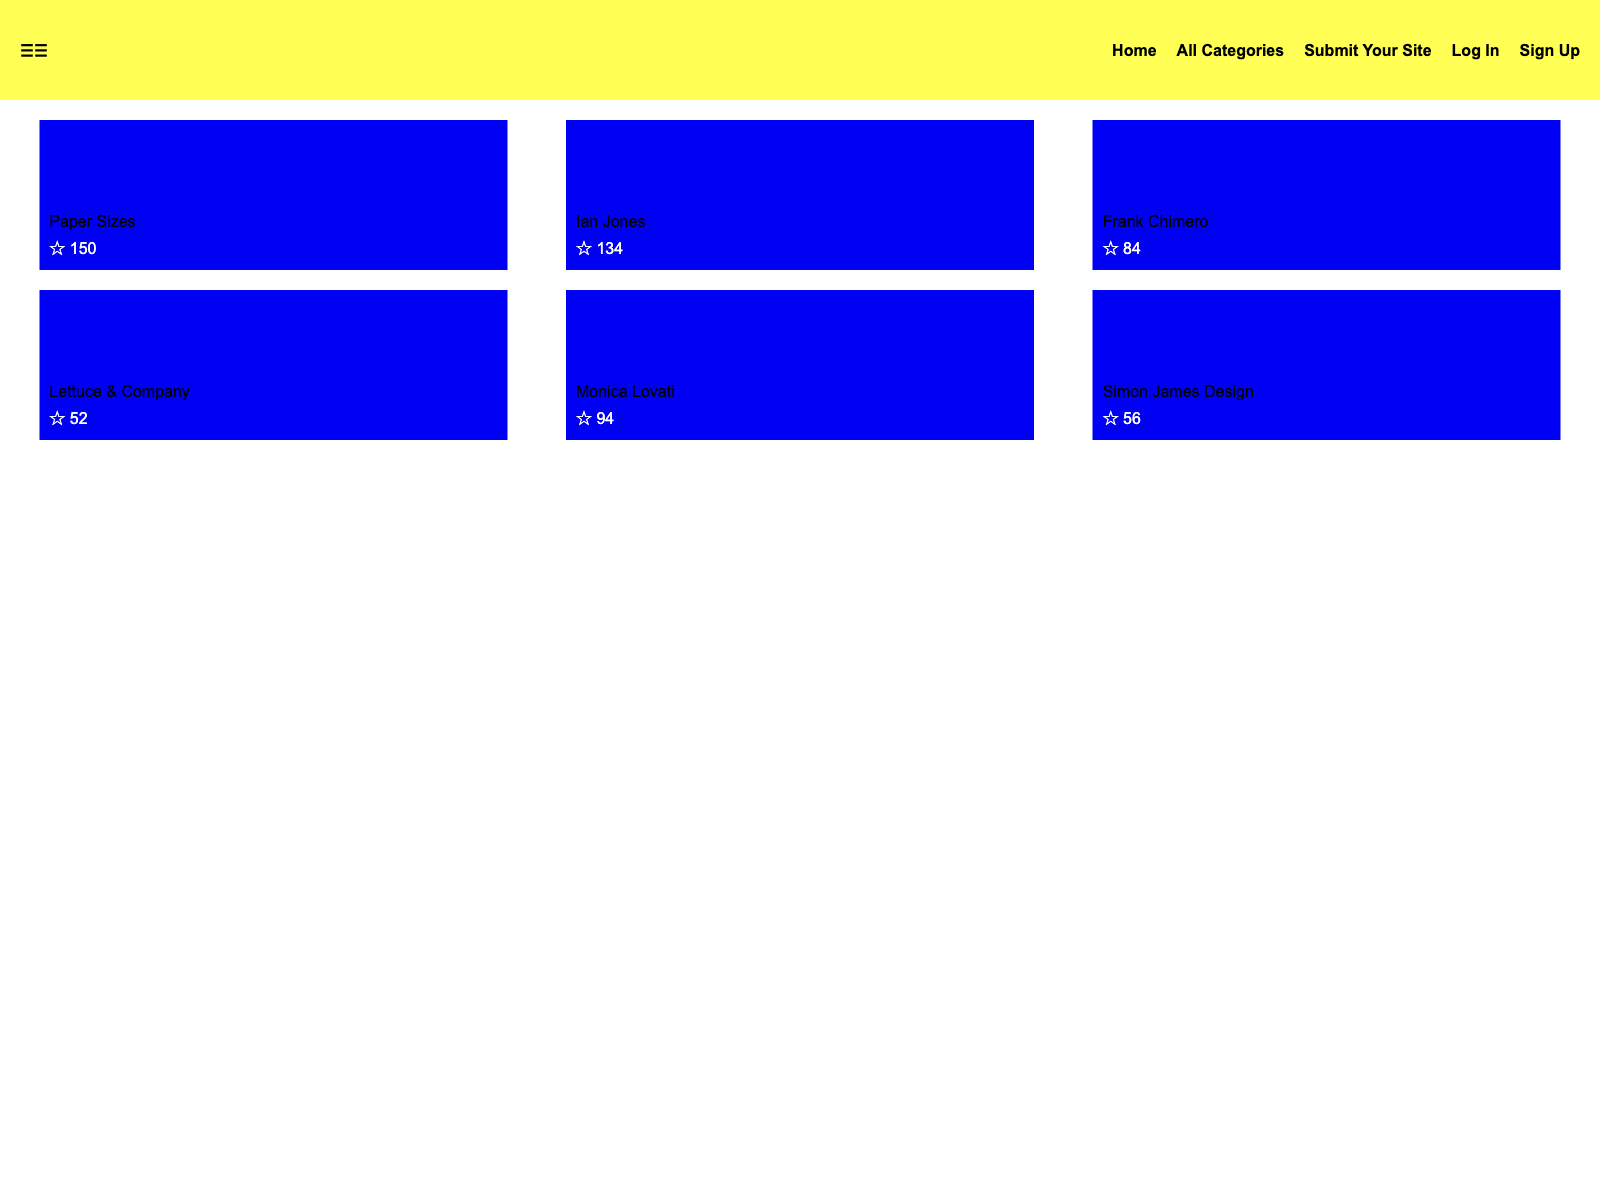 ☰☰ Home All Categories Submit Your Site Log In Sign Up
Paper Sizes
☆ 150
Ian Jones
☆ 134
Frank Chimero
☆ 84
Lettuce & Company
☆ 52
Monica Lovati
☆ 94
Simon James Design
☆ 56